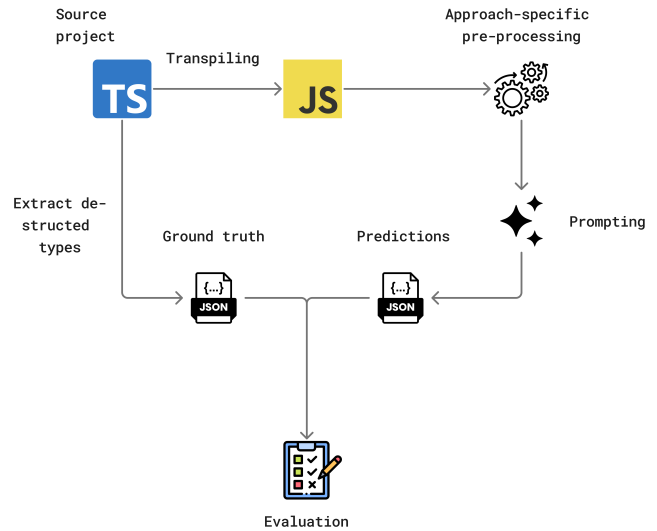 Source
project
Approach-specific
pre-processing
Transpiling
TS
JS
Extract de-
structed
types
Prompting
Ground truth
Predictions
{...}
JSON
{...}
JSON
Evaluation